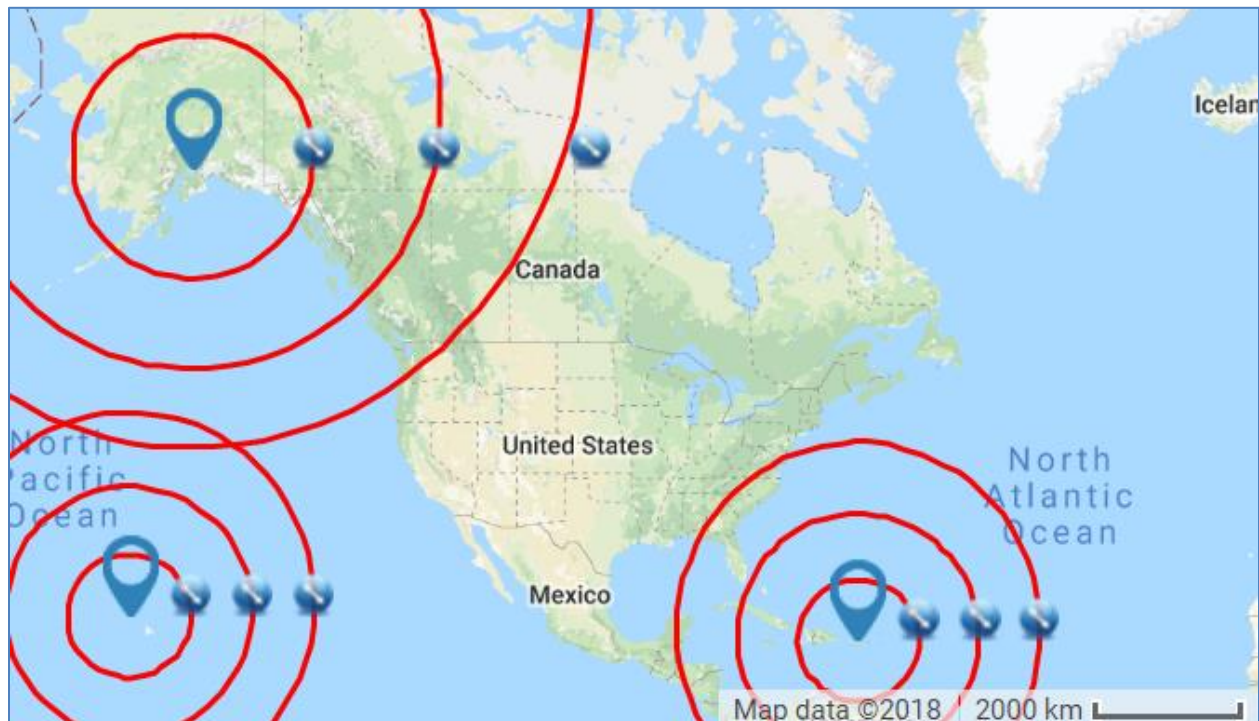 Icelan
Canada
United States
North
Pacific
Ocean
North
Atlantic
Ocean
Mexico
Map data ©2018
2000 km